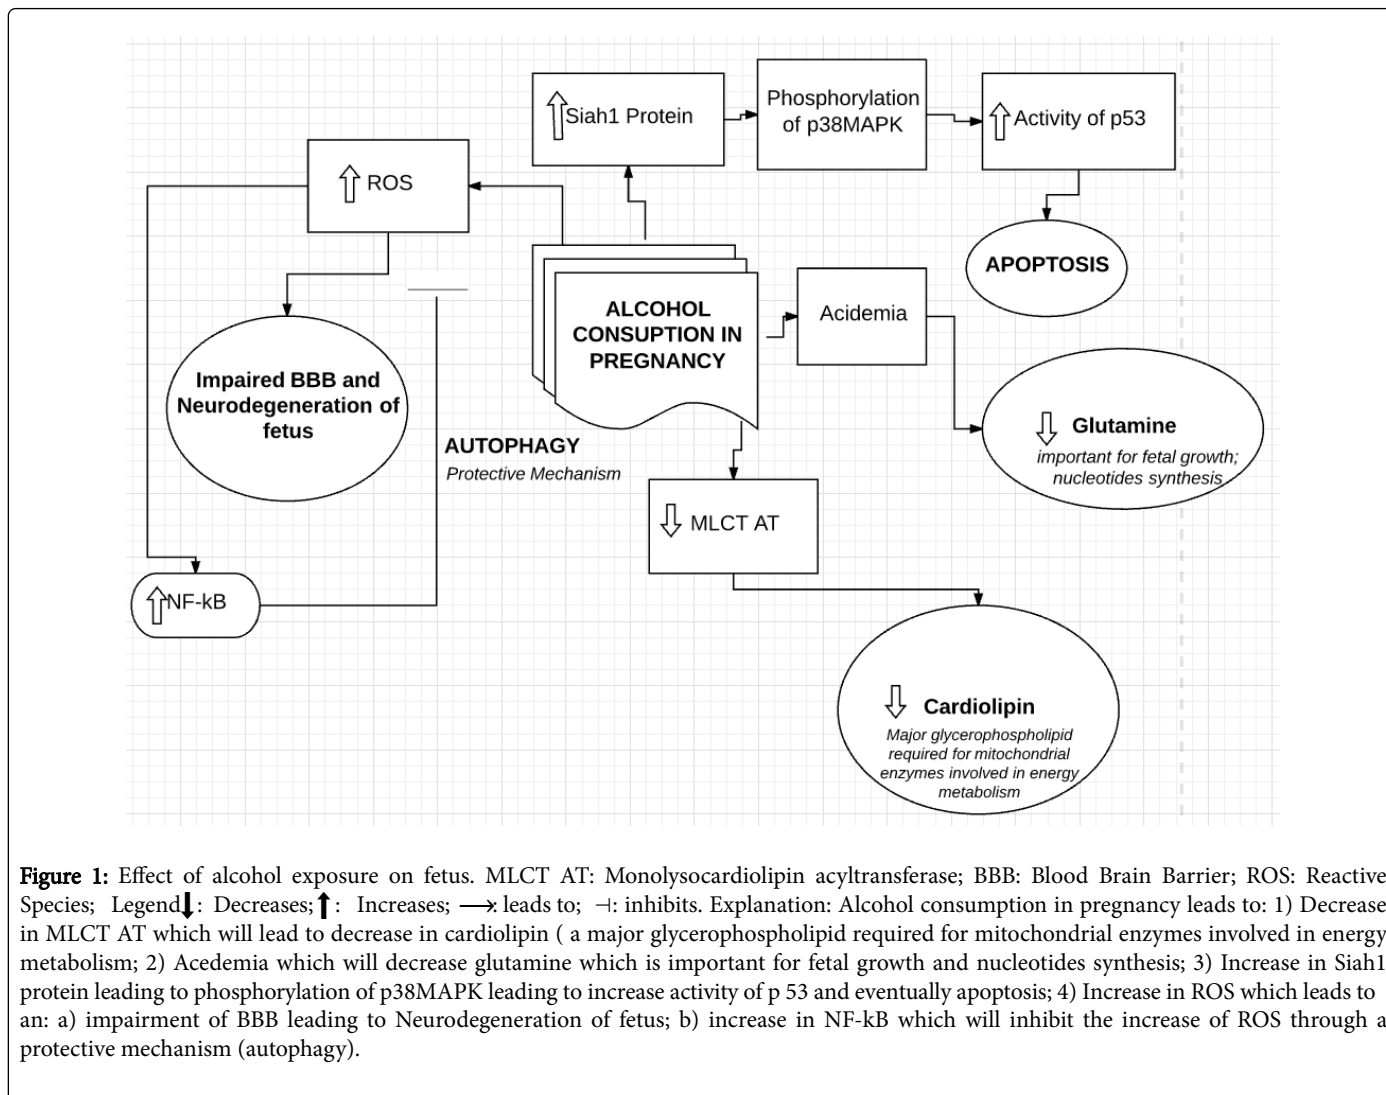 Siah1 Protein
Phosphorylation
of p38MAPK
Activity of p53
ROS
APOPTOSIS
ALCOHOL
CONSUPTION IN
PREGNANCY
Acidemia
Impaired BBB and
Neurodegeneration of
fetus
AUTOPHAGY
Protective Mechanism
Glutamine
important for fetal growth;
nucleotides synthesis
MLCT AT
NF-kB
Cardiolipin
Major glycerophospholipid
required for mitochondrial
enzymes involved in energy
metabolism
Figure 1: Effect of alcohol exposure on fetus. MLCT AT: Monolysocardiolipin acyltransferase; BBB: Blood Brain Barrier; ROS: Reactive
Species; Legend⬇: Decreases;⬆: Increases; ⟶: leads to; ⊣: inhibits. Explanation: Alcohol consumption in pregnancy leads to: 1) Decrease
in MLCT AT which will lead to decrease in cardiolipin ( a major glycerophospholipid required for mitochondrial enzymes involved in energy
metabolism; 2) Acedemia which will decrease glutamine which is important for fetal growth and nucleotides synthesis; 3) Increase in Siah1
protein leading to phosphorylation of p38MAPK leading to increase activity of p 53 and eventually apoptosis; 4) Increase in ROS which leads to
an: a) impairment of BBB leading to Neurodegeneration of fetus; b) increase in NF-kB which will inhibit the increase of ROS through a
protective mechanism (autophagy).